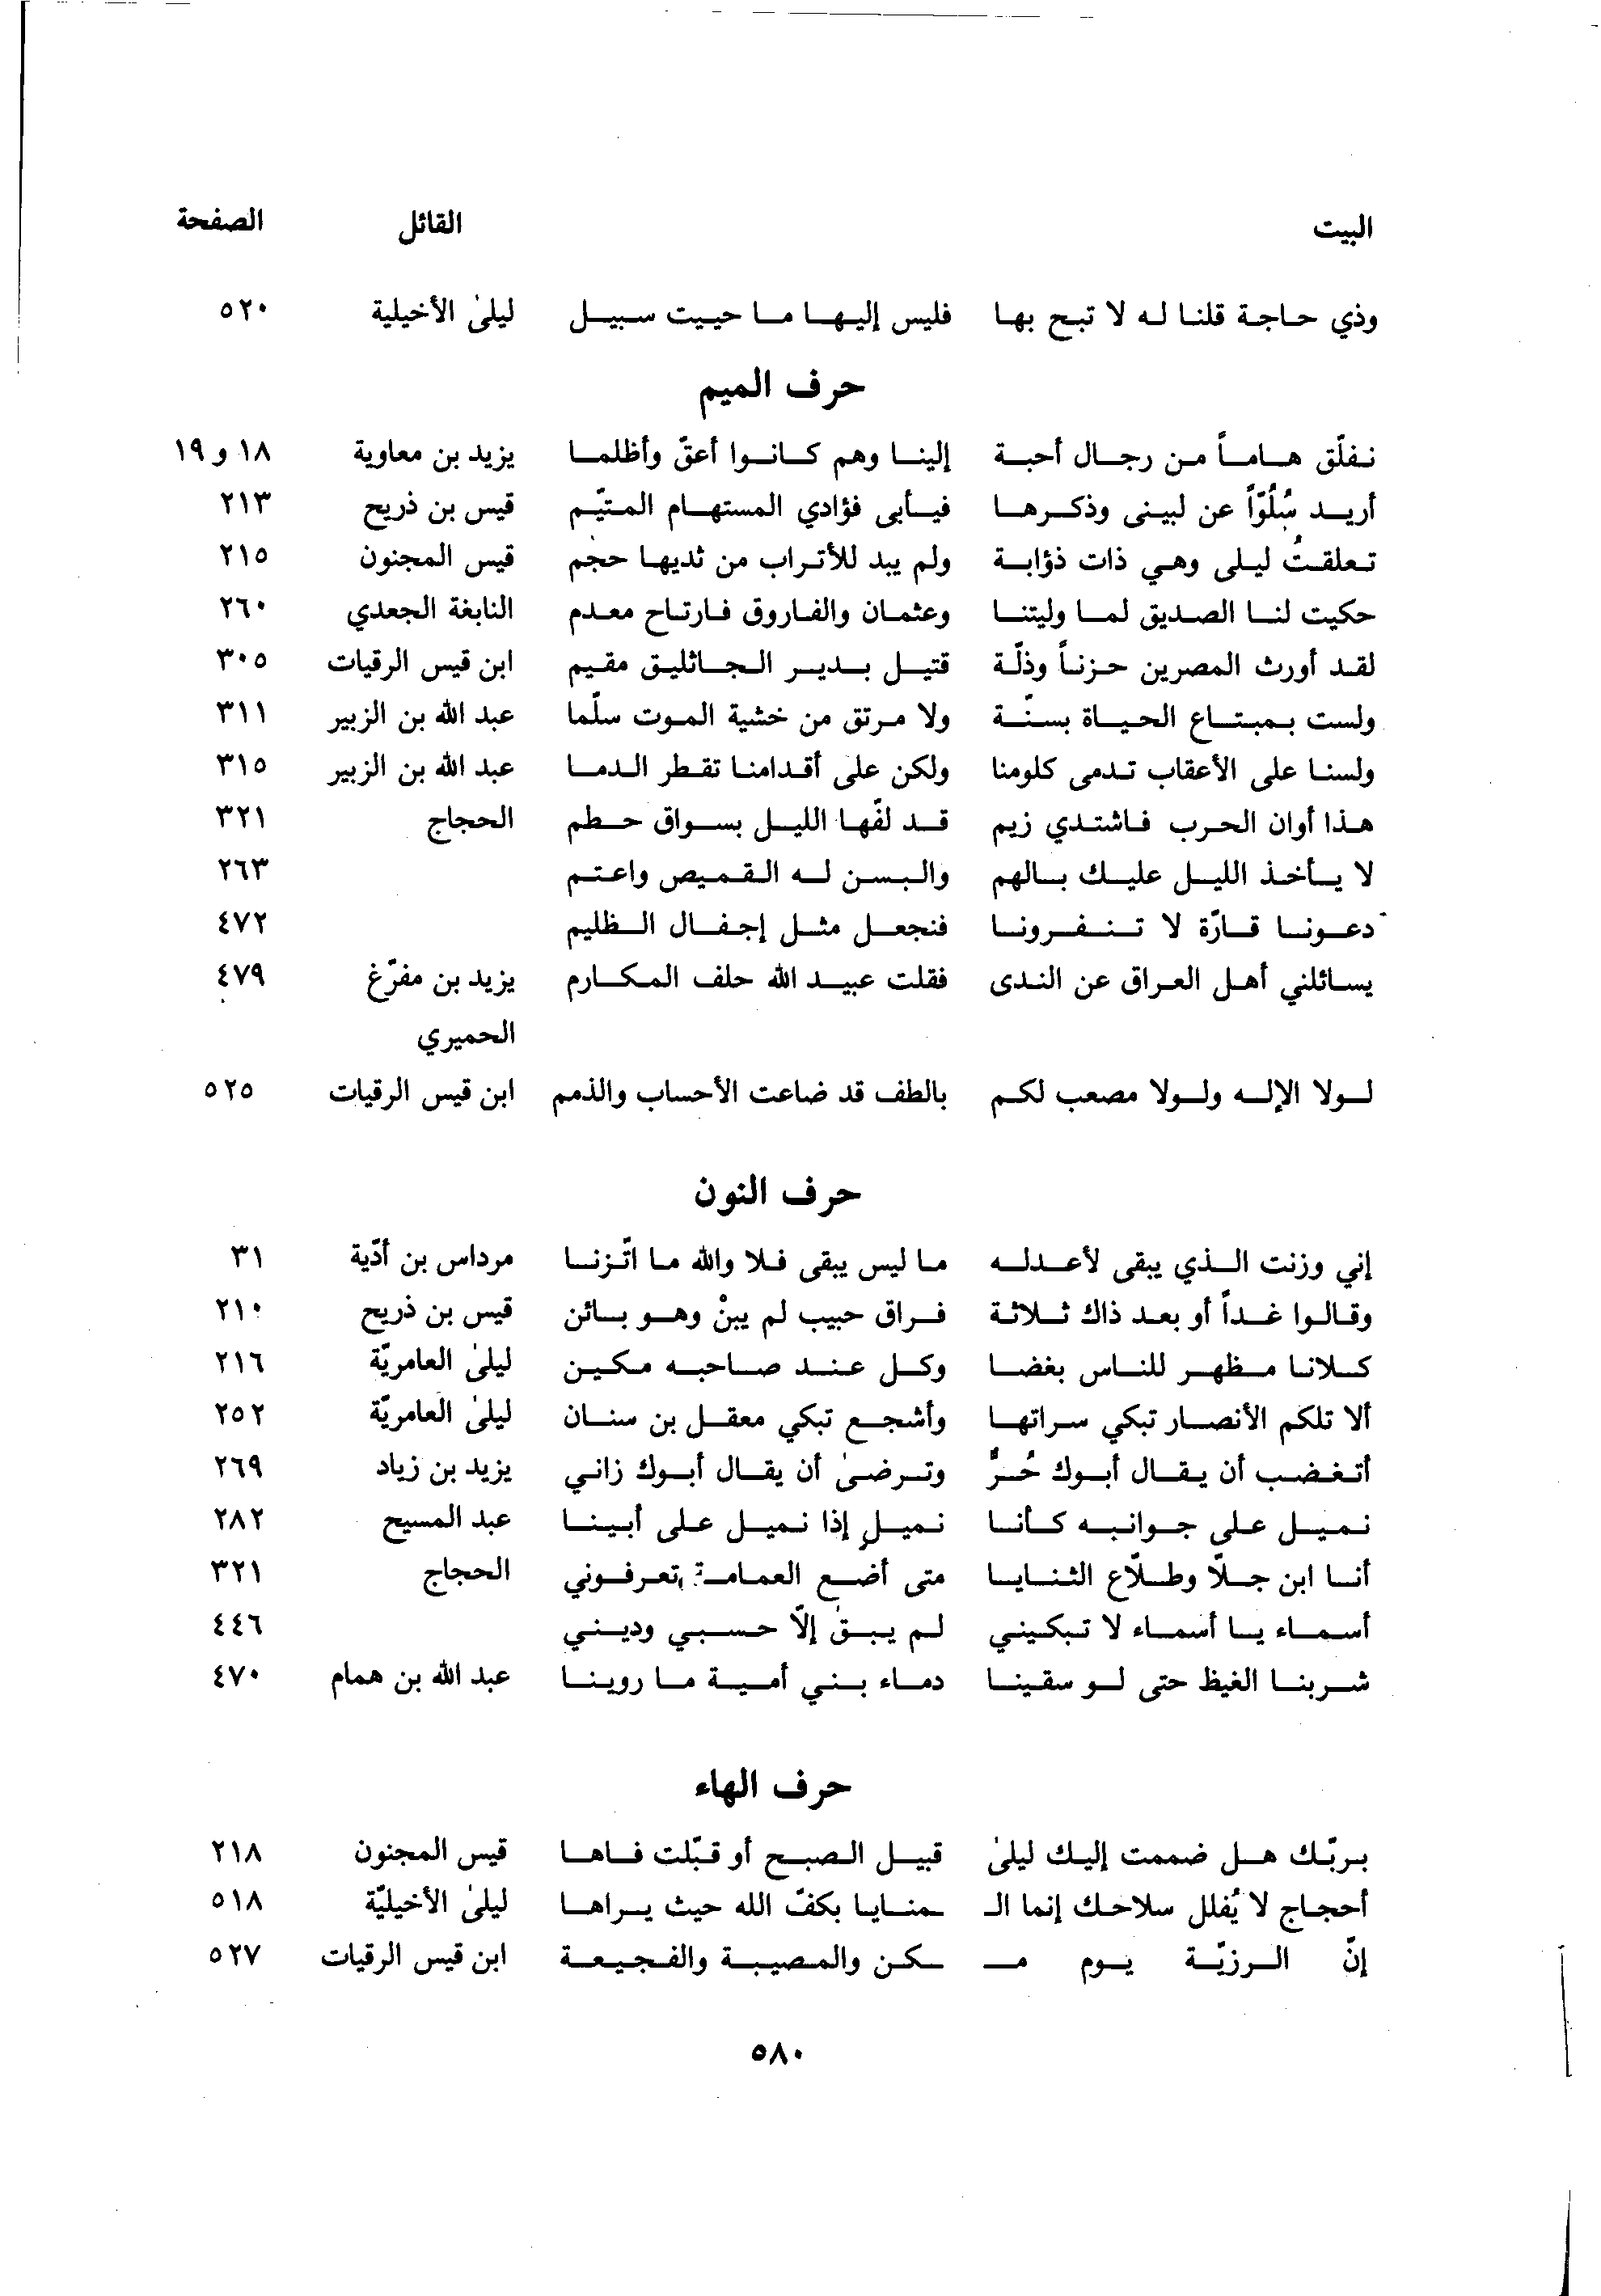 البيت القائل الصفحة
وذي حاجة قلنا له لا تبح بها فليس إليها ما حييت سبيل ليلىٰ الأخيلية ٥٢٠
حرف الميم
نفلّق هاماً من رجال أحبة إلينا وهم كانوا أعقّ وأظلما يزيد بن معاوية ١٨ و ١٩
أريد سُلُوّاً عن لبينى وذكرها فيأبى فؤادي المستهام المتيّم قيس بن ذريح ٢١٣
تعلقتُ ليلى وهي ذات ذؤابة ولم يبد للأتراب من ثديها حجم قيس المجنون ٢١٥
حكيت لنا الصديق لما وليتنا وعثمان والفاروق فارتاح معدم النابغة الجعدي ٢٦٠
لقد أورث المصرين حزناً وذلّة قتيل بدير الجاثليق مقيم ابن قيس الرقيات ٣٠٥
ولست بمبتاع الحياة بسنّة ولا مرتق من خشية الموت سلّما عبد الله بن الزبير ٣١١
ولسنا على الأعقاب تدمى كلومنا ولكن على أقدامنا تقطر الدما عبد الله بن الزبير ٣١٥
هذا أوان الحرب فاشتدي زيم قد لفّها الليل بسواق حطم الحجاج ٣٢١
لا يأخذ الليل عليك بالهم والبسن له القميص واعتم ٢٦٣
دعونا قارّة لا تنفرونا فنجعل مثل إجفال الظليم ٤٧٢
يسائلني أهل العراق عن الندى فقلت عبيد الله حلف المكارم يزيد بن مفرّغ ٤٧٩
الحميري
لولا الإله ولولا مصعب لكم بالطف قد ضاعت الأحساب والذمم ابن قيس الرقيات ٥٢٥
حرف النون
إني وزنت الذي يبقى لأعدله ما ليس يبقى فلا والله ما اتّزنا مرداس بن أدّية ٣١
وقالوا غداً أو بعد ذاك ثلاثة فراق حبيب لم يبنْ وهو بائن قيس بن ذريح ٢١٠
كلانا مظهر للناس بغضا وكل عند صاحبه مكين ليلىٰ العامريّة ٢١٦
ألا تلكم الأنصار تبكي سراتها وأشجع تبكي معقل بن سنان ليلىٰ العامريّة ٢٥٢
أتغضب أن يقال أبوك حُرٌّ وترضىٰ أن يقال أبوك زاني يزيد بن زياد ٢٦٩
نميل على جوانبه كأنا نميل إذا نميل على أبينا عبد المسيح ٢٨٢
أنا ابن جلّا وطلّاع الثنايا متى أضع العمامة تعرفوني الحجاج ٣٢١
أسماء يا أسماء لا تبكيني لم يبق إلّا حسبي وديني ٤٤٦
شربنا الغيظ حتى لو سقينا دماء بني أمية ما روينا عبد الله بن همام ٤٧٠
حرف الهاء
بربّك هل ضممت إليك ليلىٰ قبيل الصبح أو قبّلت فاها قيس المجنون ٢١٨
أحجاج لا يُفلل سلاحك إنما الـ ـمنايا بكفّ الله حيث يراها ليلىٰ الأخيليّة ٥١٨
إنّ الرزيّة يوم مـ ـكن والمصيبة والفجيعة ابن قيس الرقيات ٥٢٧
٥٨٠